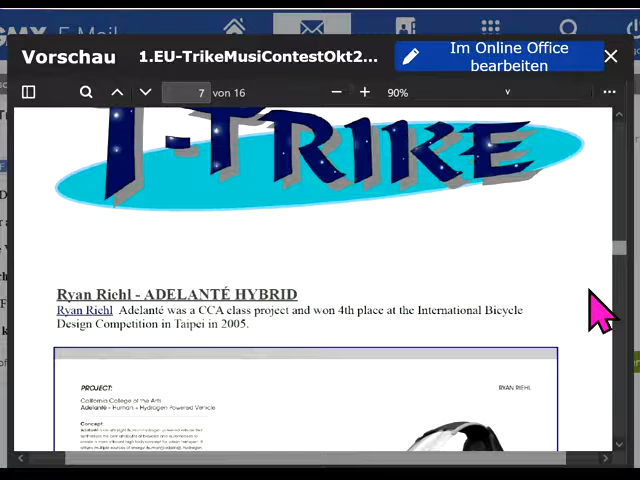 GMX E-Mail
Vorschau 1.EU-TrikeMusiContestOkt2... Im Online Office bearbeiten
7 von 16 90%
T-TRIKE
Ryan Riehl - ADELANTÉ HYBRID
Ryan Riehl Adelanté was a CCA class project and won 4th place at the International Bicycle
Design Competition in Taipei in 2005.
PROJECT: RYAN RIEHL
California College of the Arts
Adelanté - Human + Hydrogen Powered Vehicle
Concept: